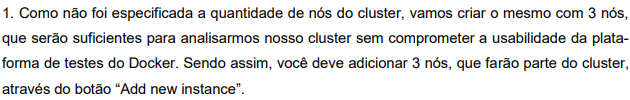 1. Como não foi especificada a quantidade de nós do cluster, vamos criar o mesmo com 3 nós,
que serão suficientes para analisarmos nosso cluster sem comprometer a usabilidade da plata-
forma de testes do Docker. Sendo assim, você deve adicionar 3 nós, que farão parte do cluster,
através do botão “Add new instance”.